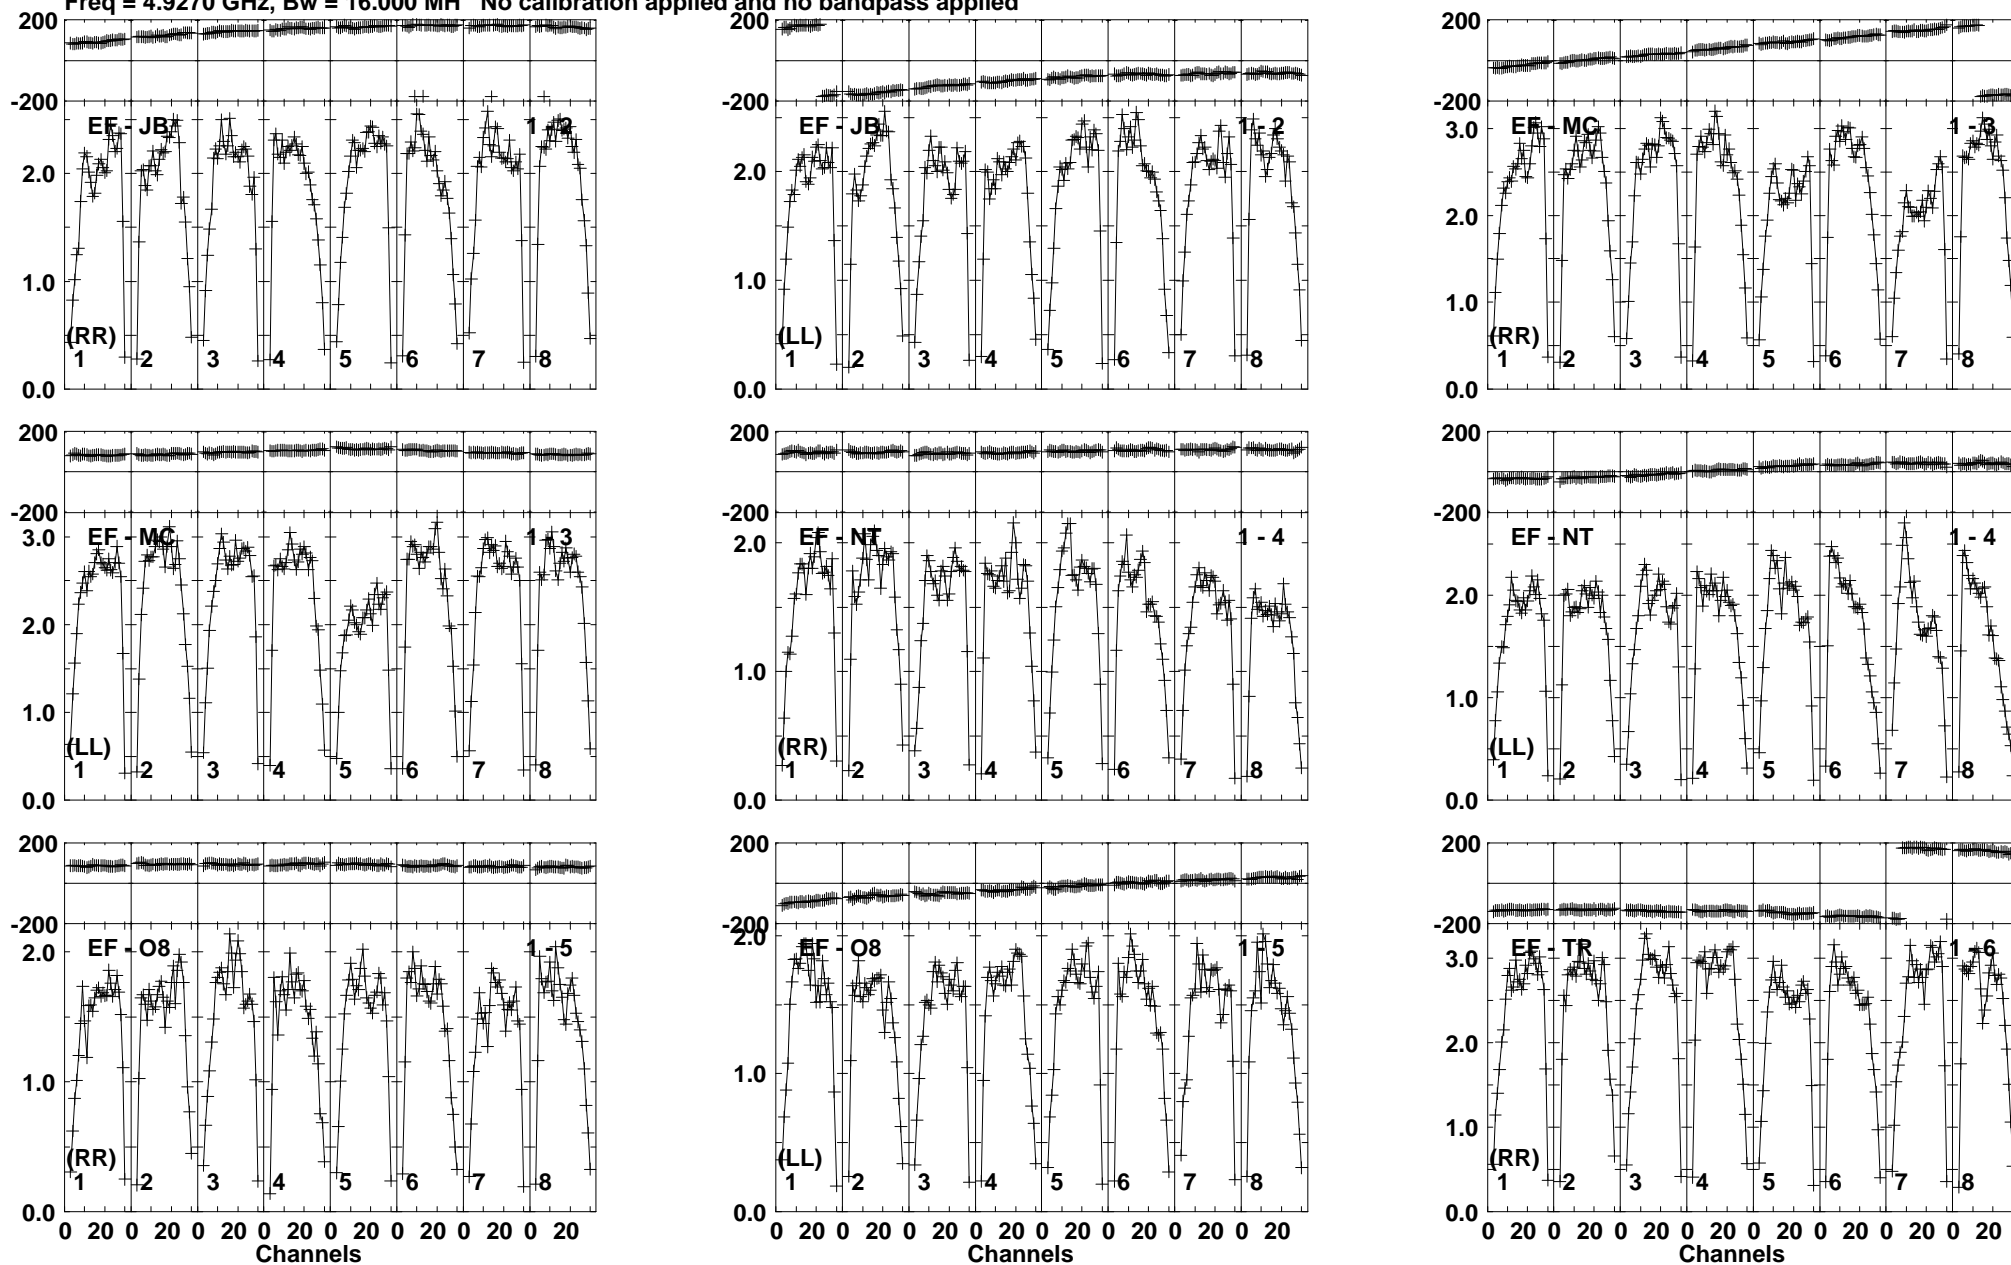 Freq = 4.9270 GHz, Bw = 16.000 MH No calibration applied and no bandpass applied
200 200 200
-200 -200 -200
EF - JB 1 - 2 EF - JB 1 - 2 EF - MC 1 - 3
3.0
2.0 2.0 2.0
1.0 1.0 1.0
(RR) (LL) (RR)
1 2 3 4 5 6 7 8 1 2 3 4 5 6 7 8 1 2 3 4 5 6 7 8
0.0 0.0 0.0
200 200 200
-200 -200 -200
EF - MC 1 - 3 EF - NT 1 - 4 EF - NT 1 - 4
3.0 2.0
2.0 2.0
1.0 1.0 1.0
(LL) (RR) (LL)
1 2 3 4 5 6 7 8 1 2 3 4 5 6 7 8 1 2 3 4 5 6 7 8
0.0 0.0 0.0
200 200 200
-200 -200 -200
EF - O8 1 - 5 EF - O8 1 - 5 EF - TR 1 - 6
2.0 2.0 3.0
2.0
1.0 1.0 1.0
(RR) (LL) (RR)
1 2 3 4 5 6 7 8 1 2 3 4 5 6 7 8 1 2 3 4 5 6 7 8
0.0 0.0 0.0
0 20 0 20 0 20 0 20 0 20 0 20 0 20 0 20 0 20 0 20 0 20 0 20 0 20 0 20 0 20 0 20 0 20 0 20 0 20 0 20 0 20 0 20 0 20 0 20
Channels Channels Channels